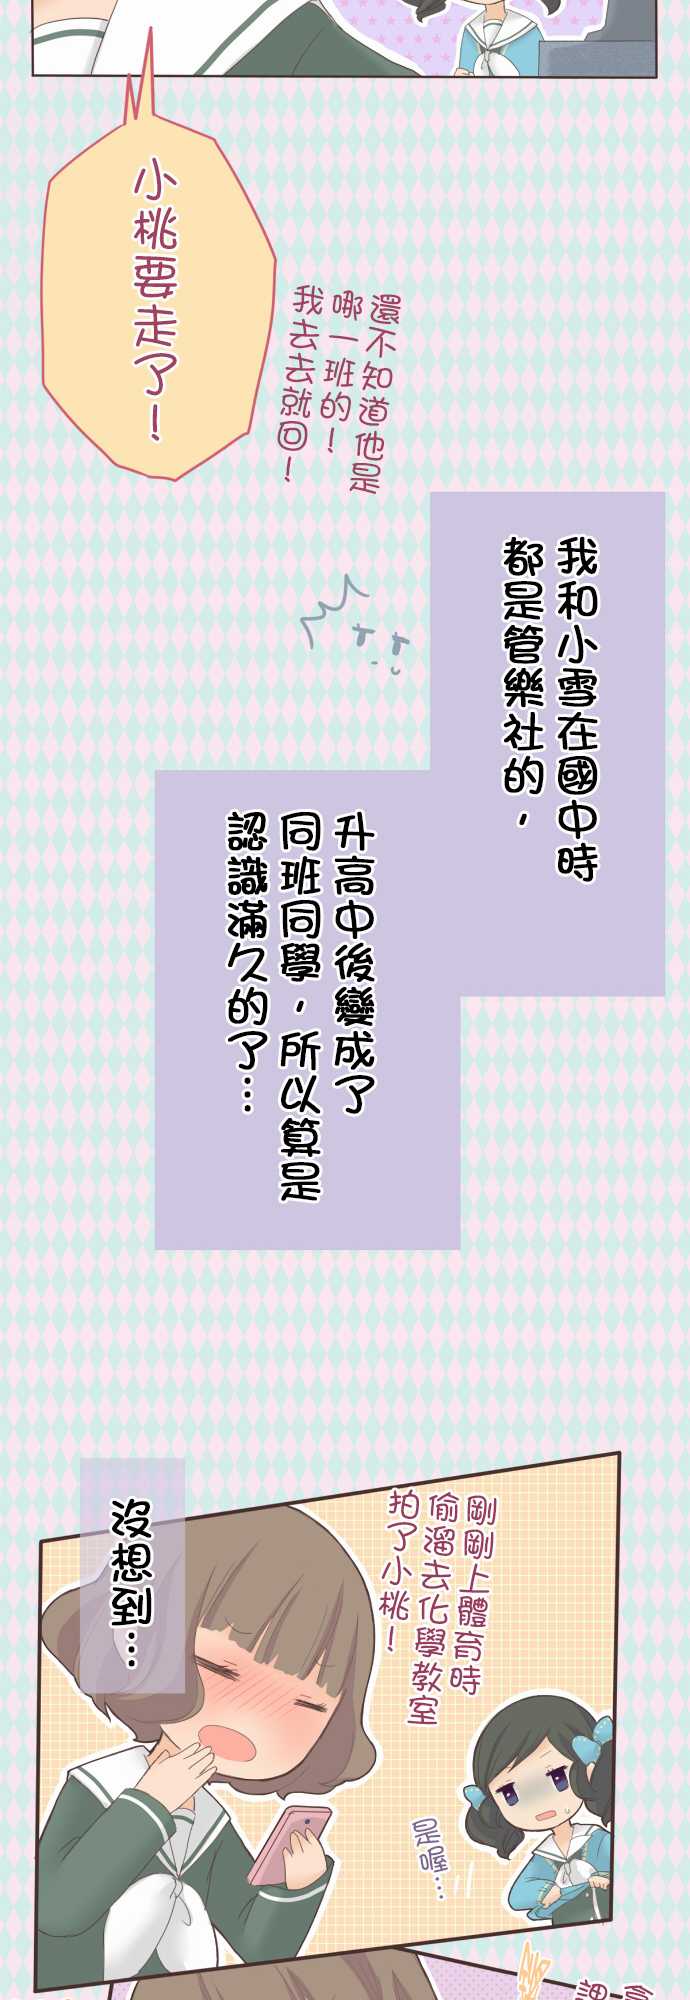 小桃要走了！
還不知道他是
哪一班的！
我去去就回！
我和小雪在國中時
都是管樂社的，
升高中後變成了
同班同學，所以算是
認識滿久的了…
沒想到…
剛剛上體育時
偷溜去化學教室
拍了小桃！
是喔…